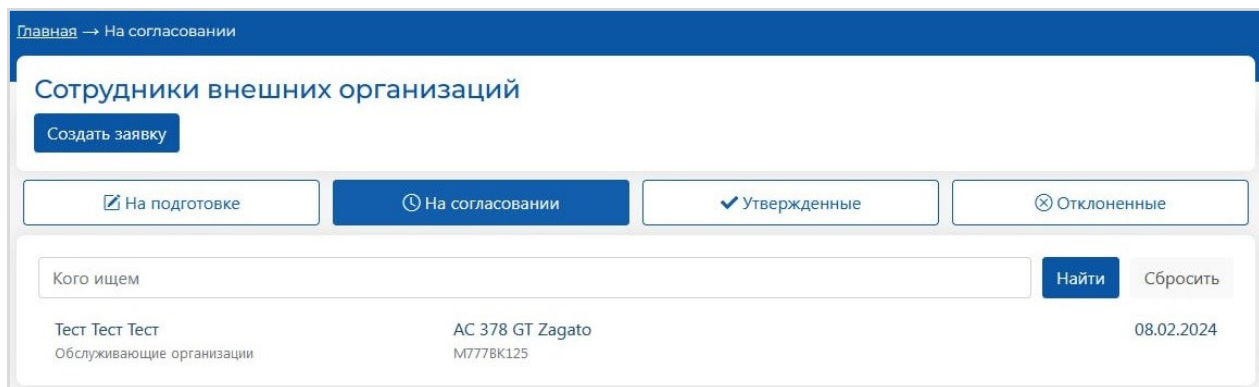 Главная → На согласовании
Сотрудники внешних организаций
Создать заявку
На подготовке
На согласовании
Утвержденные
Отклоненные
Кого ищем
Найти
Сбросить
Тест Тест Тест
AC 378 GT Zagato
08.02.2024
Обслуживающие организации
М777ВК125